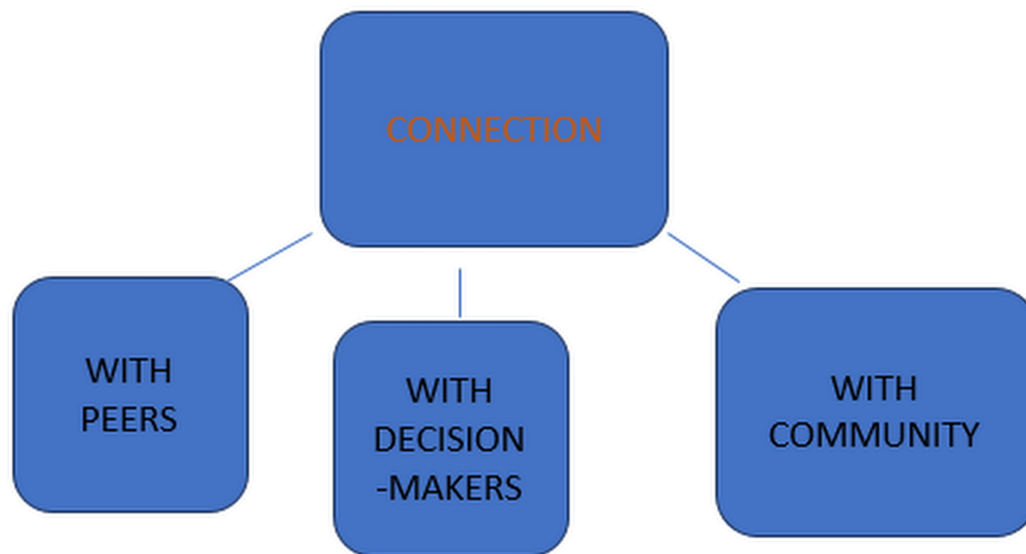 CONNECTION
WITH
PEERS
WITH
DECISION
-MAKERS
WITH
COMMUNITY